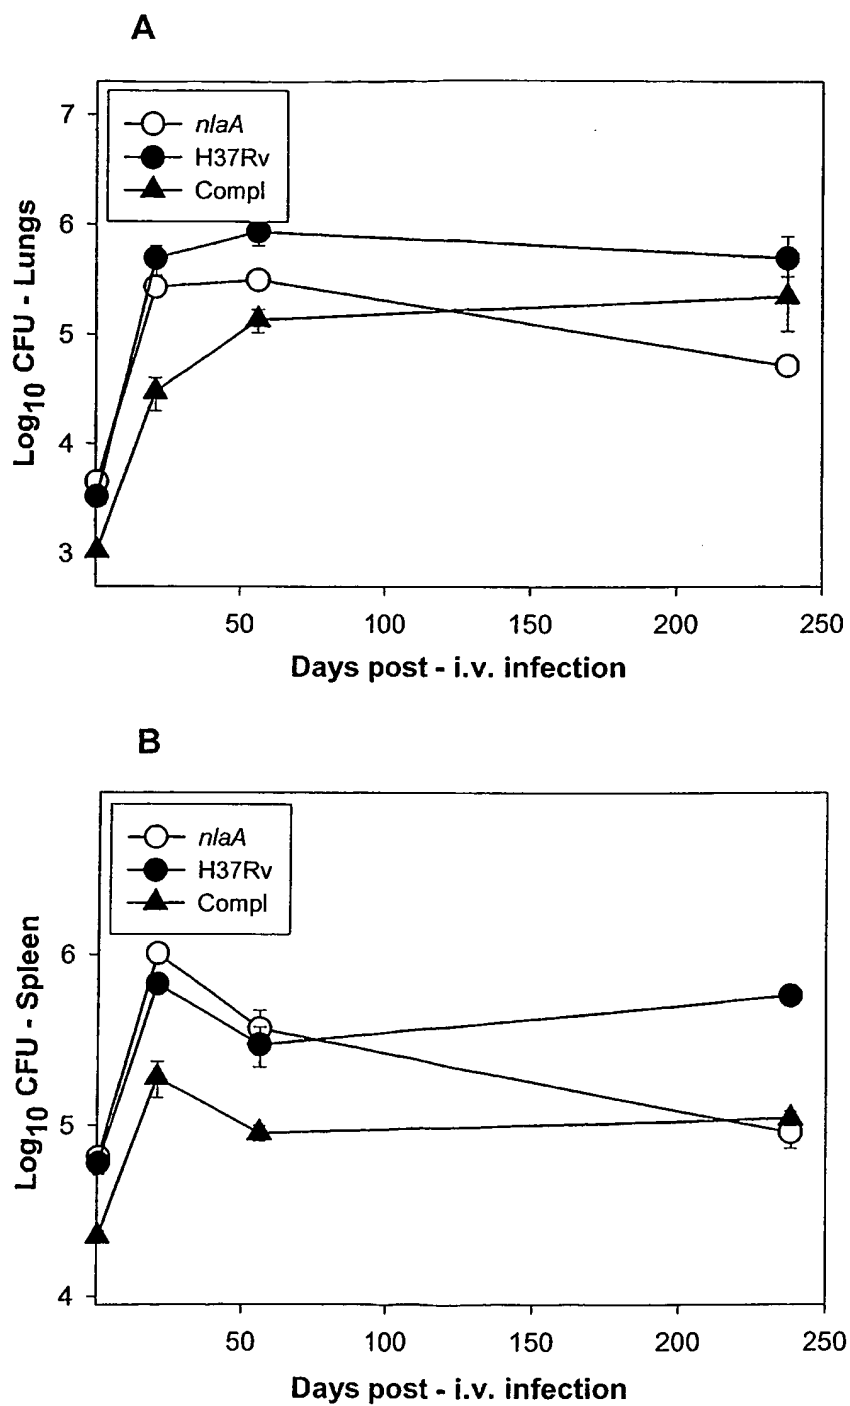 A
7
6
5
4
3
Log10 CFU - Lungs
nlaA
H37Rv
Compl
50 100 150 200 250
Days post - i.v. infection
B
6
5
4
Log10 CFU - Spleen
nlaA
H37Rv
Compl
50 100 150 200 250
Days post - i.v. infection